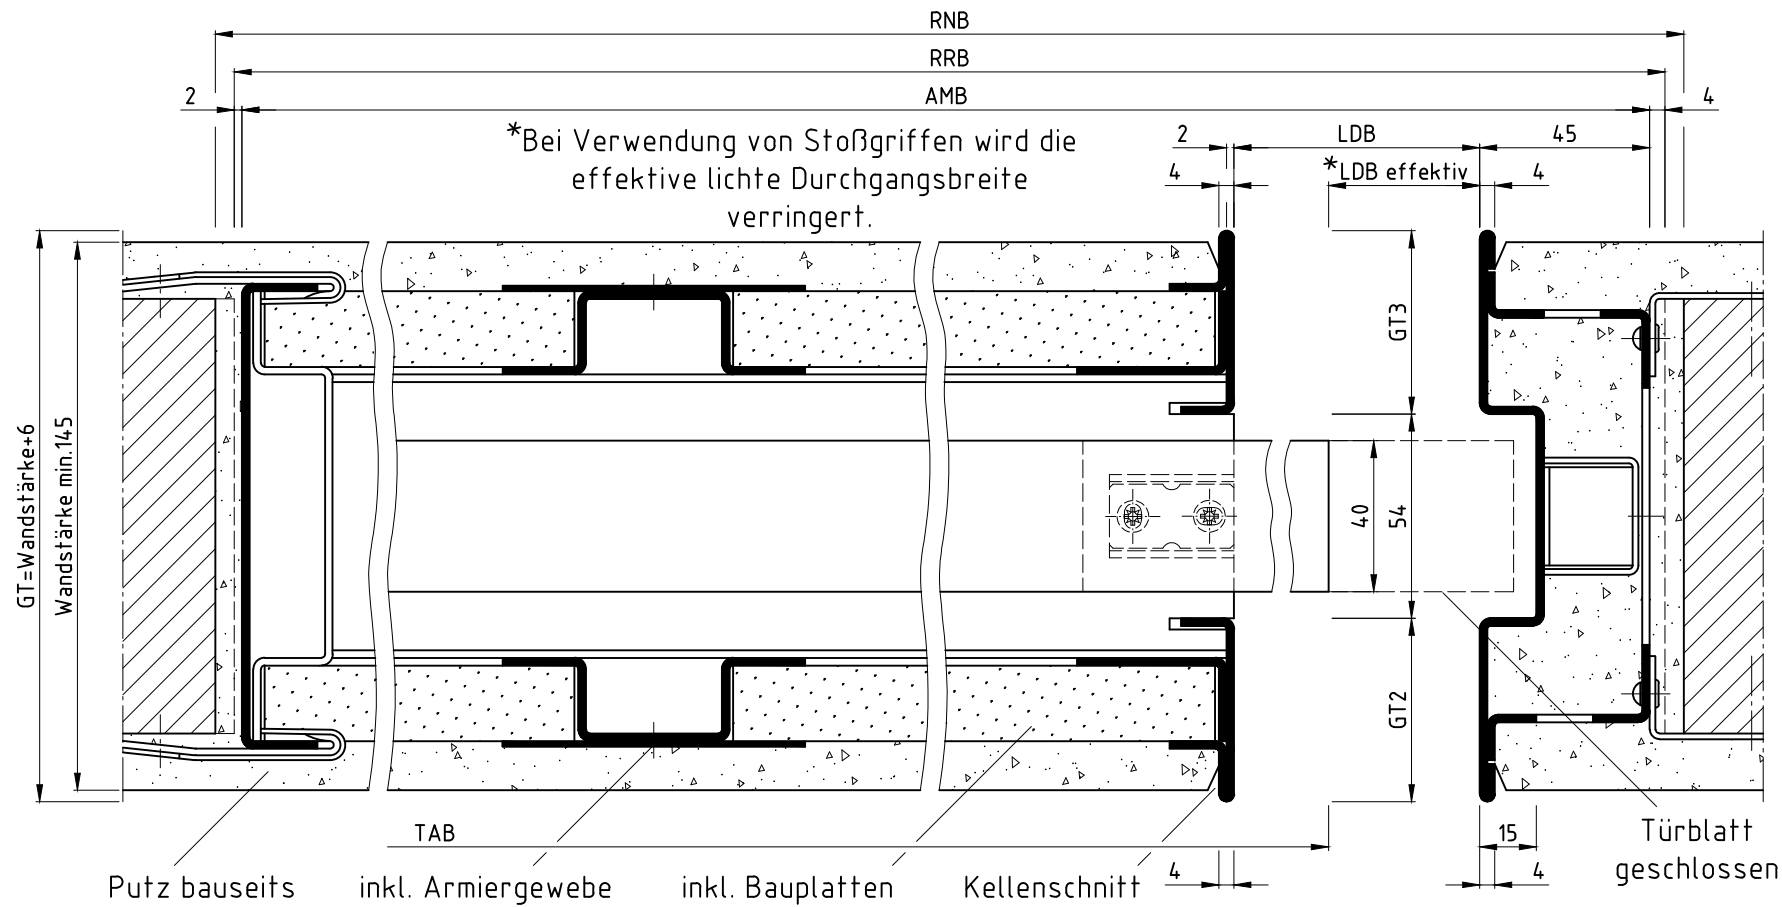 RNB
RRB
2
AMB
4
*Bei Verwendung von Stoßgriffen wird die
effektive lichte Durchgangsbreite
verringert.
2
LDB
45
4
*LDB effektiv
4
GT=Wandstärke+6
Wandstärke min.145
GT3
40
54
GT2
TAB
15
4
4
Putz bauseits
inkl. Armiergewebe
inkl. Bauplatten
Kellenschnitt
Türblatt
geschlossen